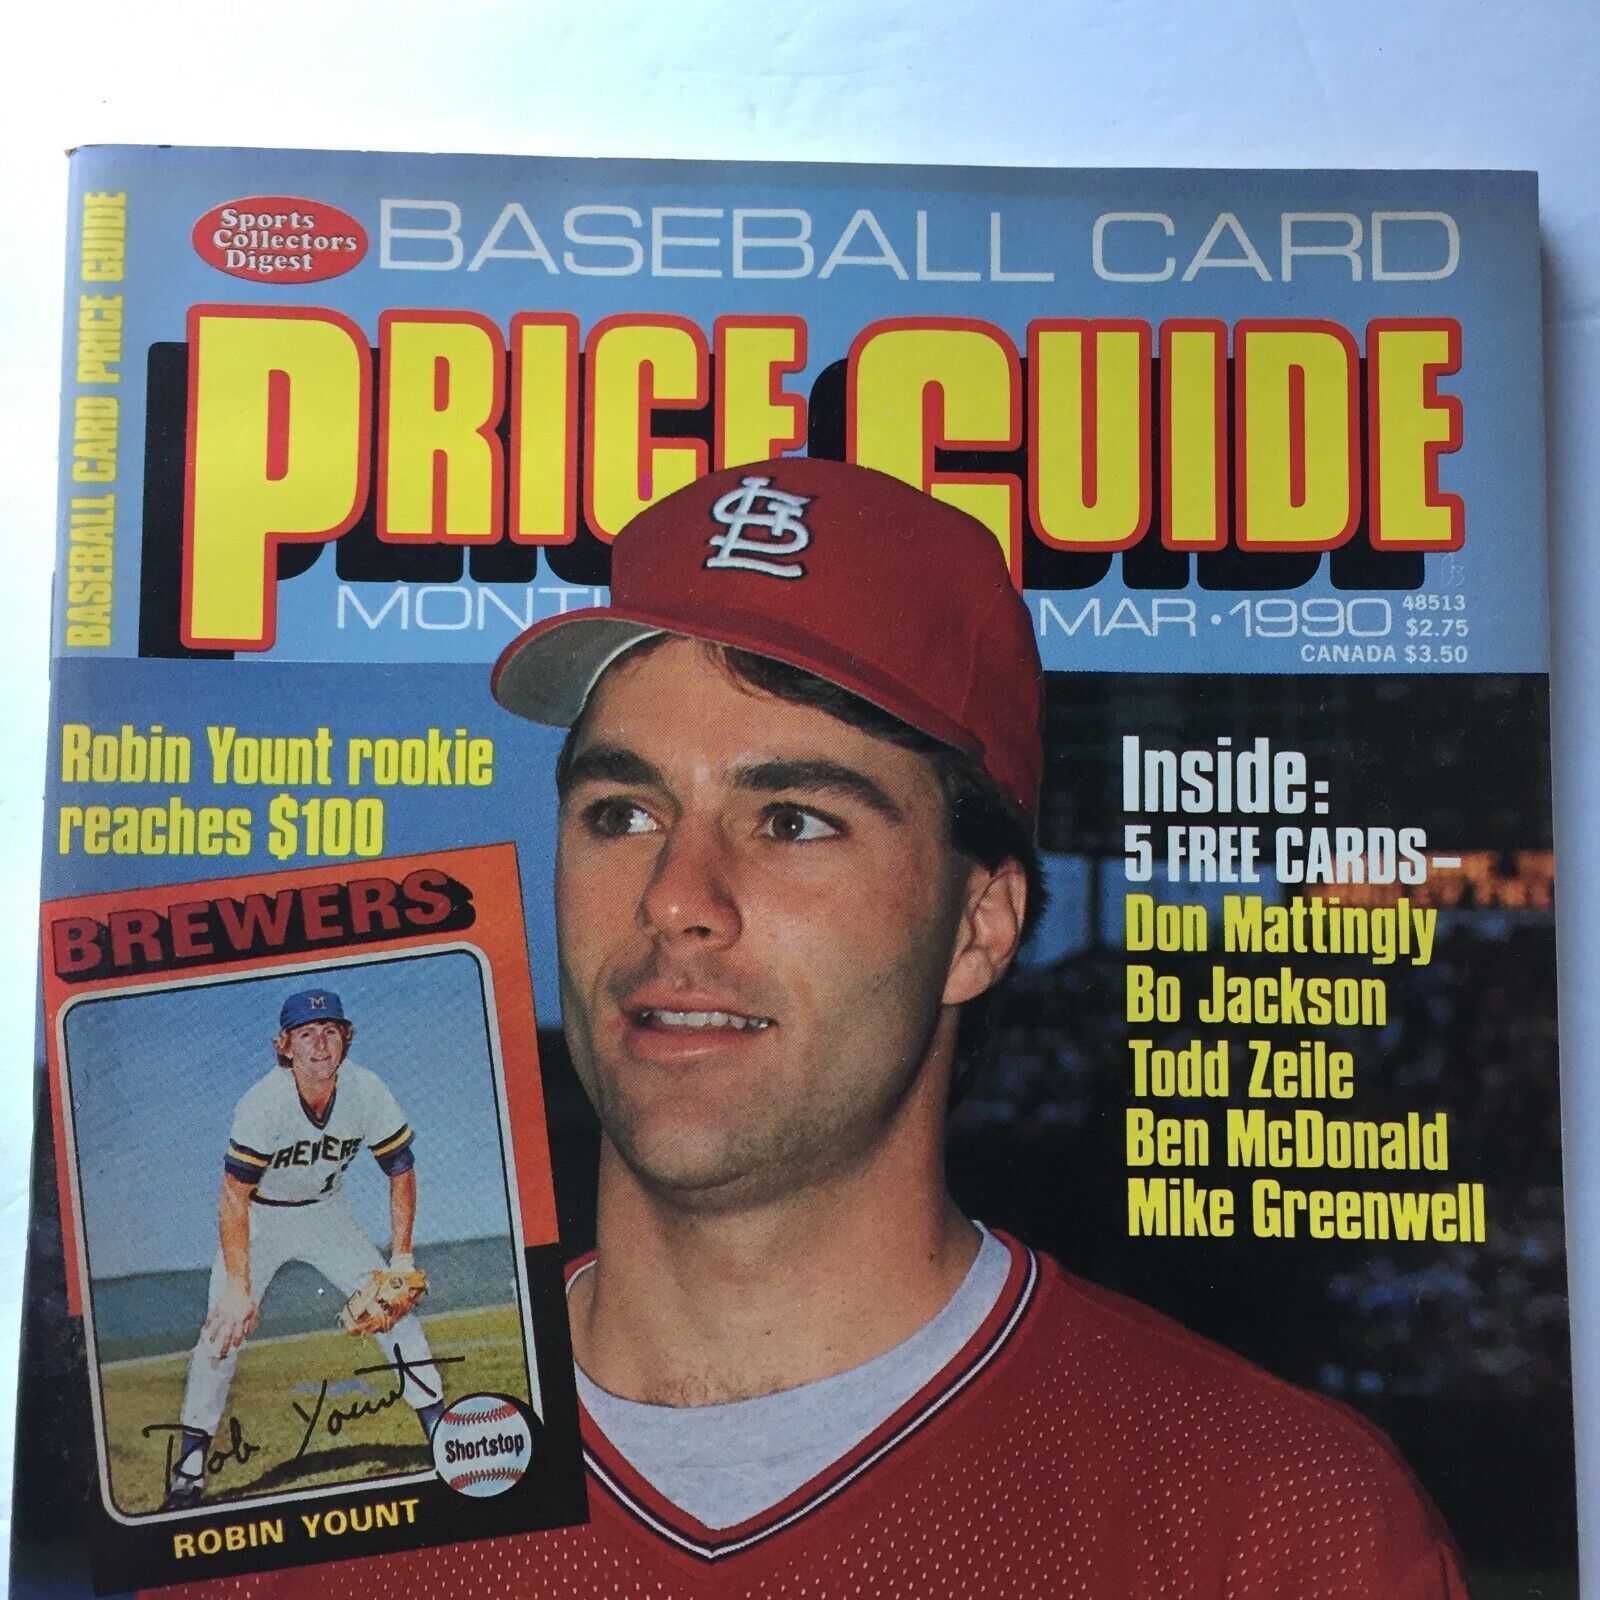 BASEBALL CARD PRICE GUIDE
Sports
Collectors
Digest
BASEBALL CARD
PRICE GUIDE
MAR • 1990
48513
$2.75
CANADA $3.50
Robin Yount rookie
reaches $100
BREWERS
Shortstop
Rob Yount
ROBIN YOUNT
Inside:
5 FREE CARDS–
Don Mattingly
Bo Jackson
Todd Zeile
Ben McDonald
Mike Greenwell